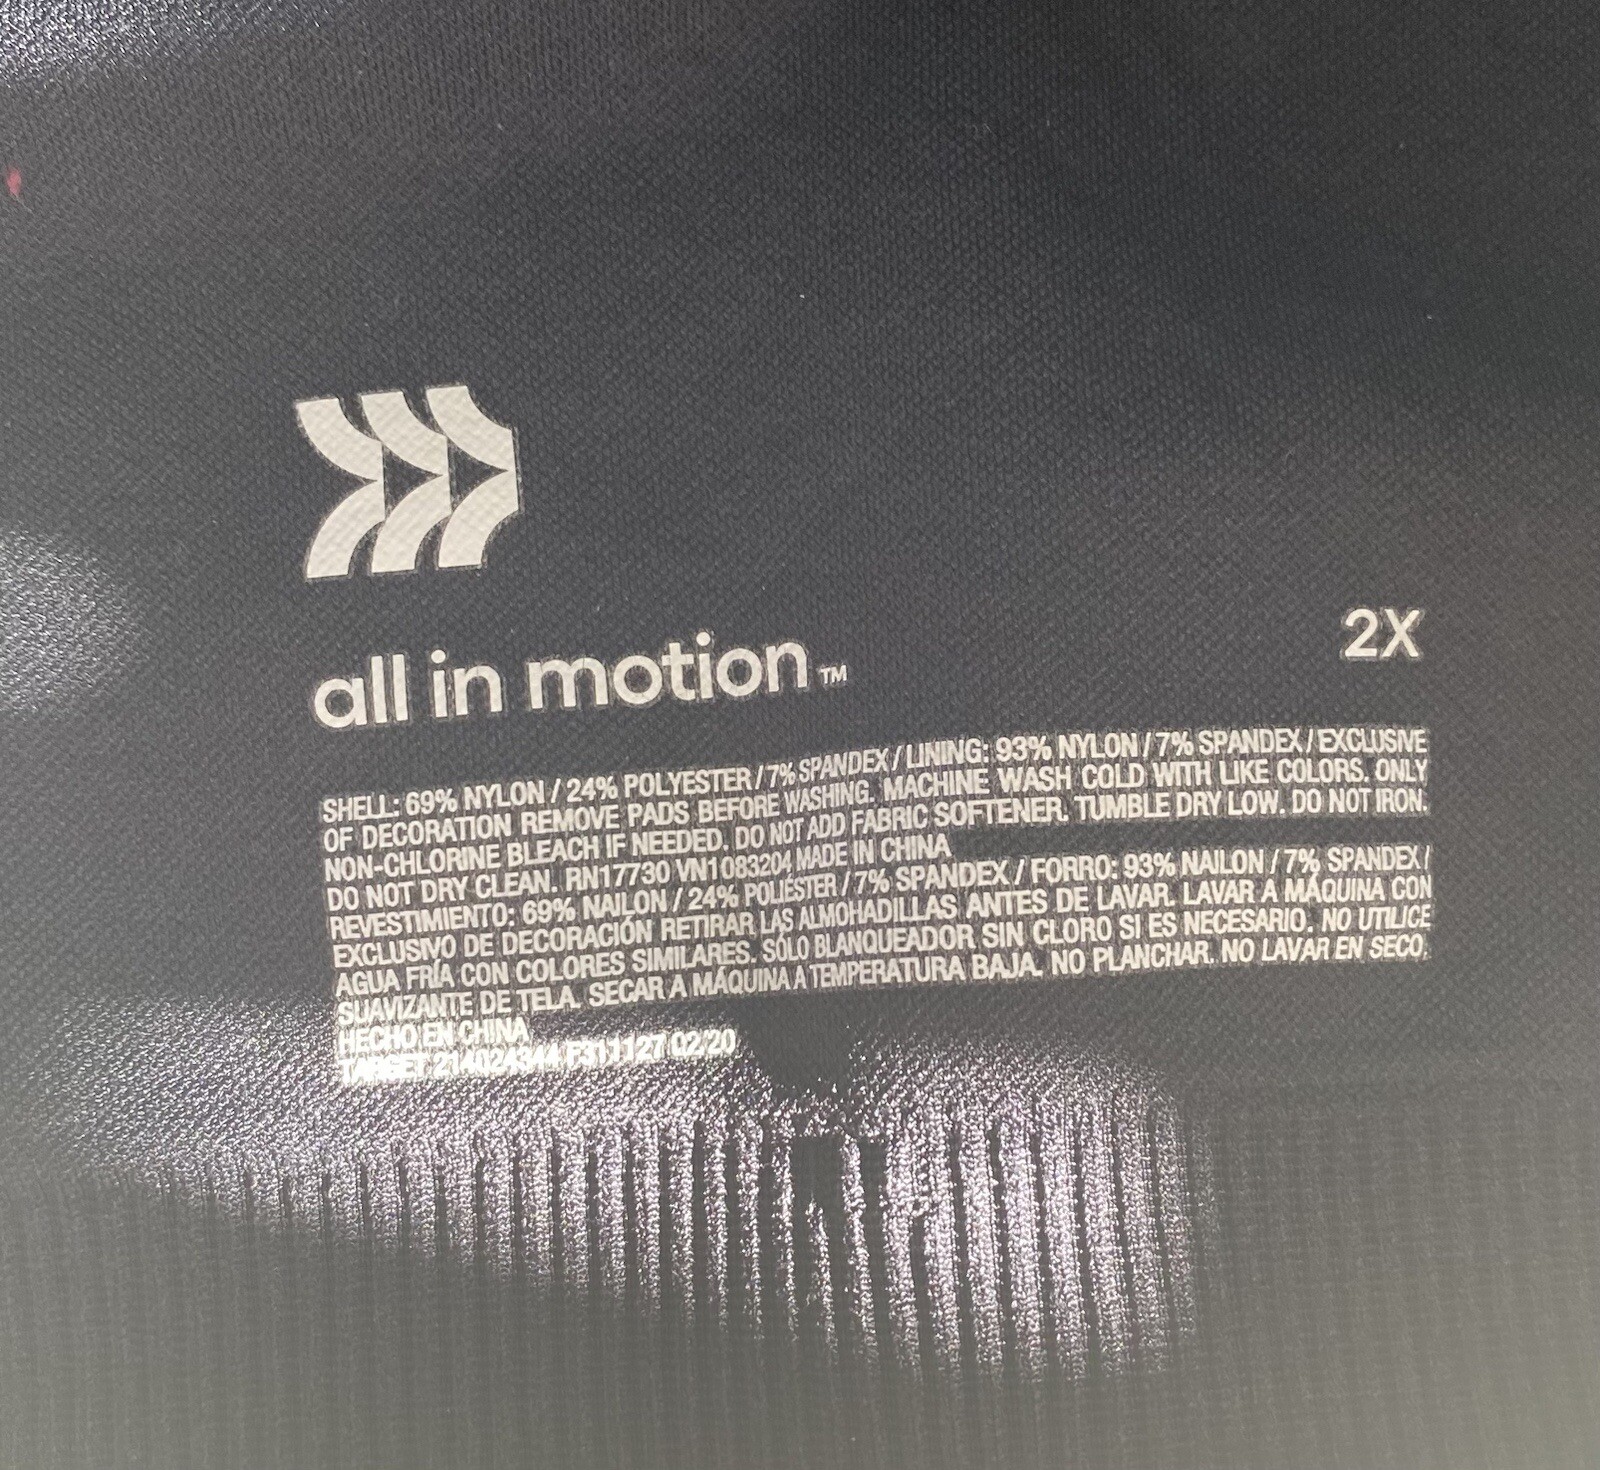 all in motion™
2X
SHELL: 69% NYLON / 24% POLYESTER / 7% SPANDEX / LINING: 93% NYLON / 7% SPANDEX / EXCLUSIVE
OF DECORATION REMOVE PADS BEFORE WASHING. MACHINE WASH COLD WITH LIKE COLORS. ONLY
NON-CHLORINE BLEACH IF NEEDED. DO NOT ADD FABRIC SOFTENER. TUMBLE DRY LOW. DO NOT IRON.
DO NOT DRY CLEAN. RN17730 VN1083204 MADE IN CHINA
REVESTIMIENTO: 69% NAILON / 24% POLIÉSTER / 7% SPANDEX / FORRO: 93% NAILON / 7% SPANDEX /
EXCLUSIVO DE DECORACIÓN RETIRAR LAS ALMOHADILLAS ANTES DE LAVAR. LAVAR A MÁQUINA CON
AGUA FRÍA CON COLORES SIMILARES. SÓLO BLANQUEADOR SIN CLORO SI ES NECESARIO. NO UTILICE
SUAVIZANTE DE TELA. SECAR A MÁQUINA A TEMPERATURA BAJA. NO PLANCHAR. NO LAVAR EN SECO.
HECHO EN CHINA
TARGET 214024344 F311127 02/20